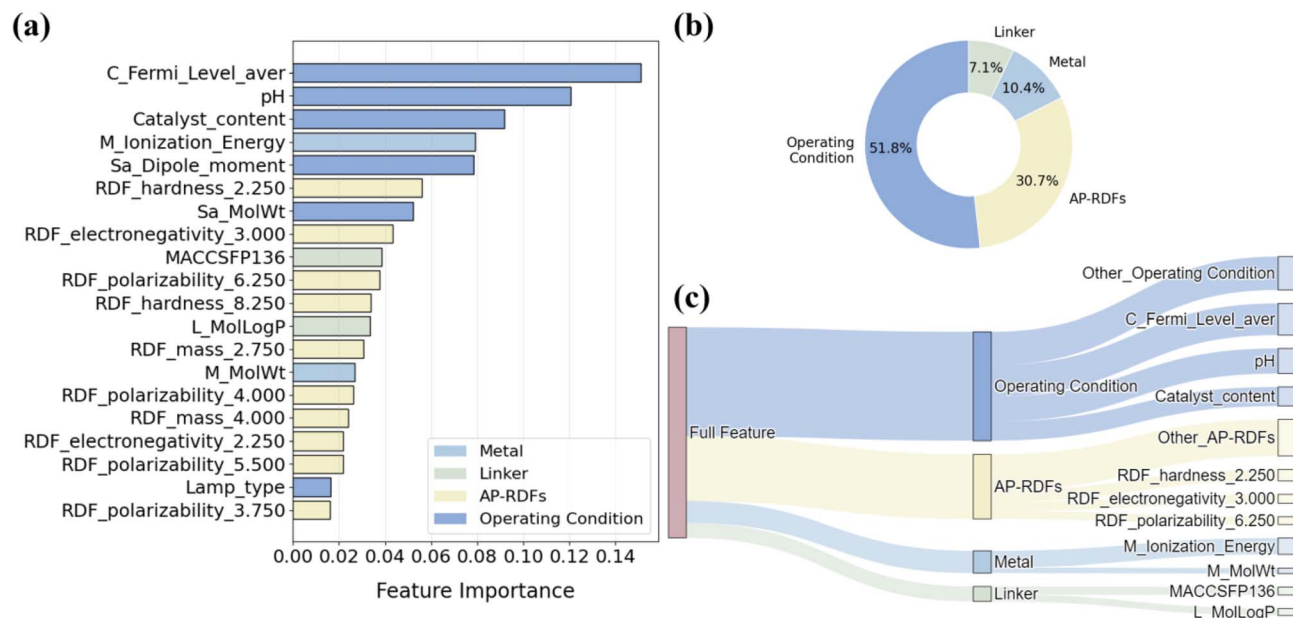 (a)
C_Fermi_Level_aver
pH
Catalyst_content
M_Ionization_Energy
Sa_Dipole_moment
RDF_hardness_2.250
Sa_MolWt
RDF_electronegativity_3.000
MACCSFP136
RDF_polarizability_6.250
RDF_hardness_8.250
L_MolLogP
RDF_mass_2.750
M_MolWt
RDF_polarizability_4.000
RDF_mass_4.000
RDF_electronegativity_2.250
RDF_polarizability_5.500
Lamp_type
RDF_polarizability_3.750
Metal
Linker
AP-RDFs
Operating Condition
0.00 0.02 0.04 0.06 0.08 0.10 0.12 0.14
Feature Importance
(b)
Linker
7.1%
Metal
10.4%
Operating
Condition
51.8%
30.7%
AP-RDFs
(c)
Full Feature
Operating Condition
AP-RDFs
Metal
Linker
Other_Operating Condition
C_Fermi_Level_aver
pH
Catalyst_content
Other_AP-RDFs
RDF_hardness_2.250
RDF_electronegativity_3.000
RDF_polarizability_6.250
M_Ionization_Energy
M_MolWt
MACCSFP136
L_MolLogP